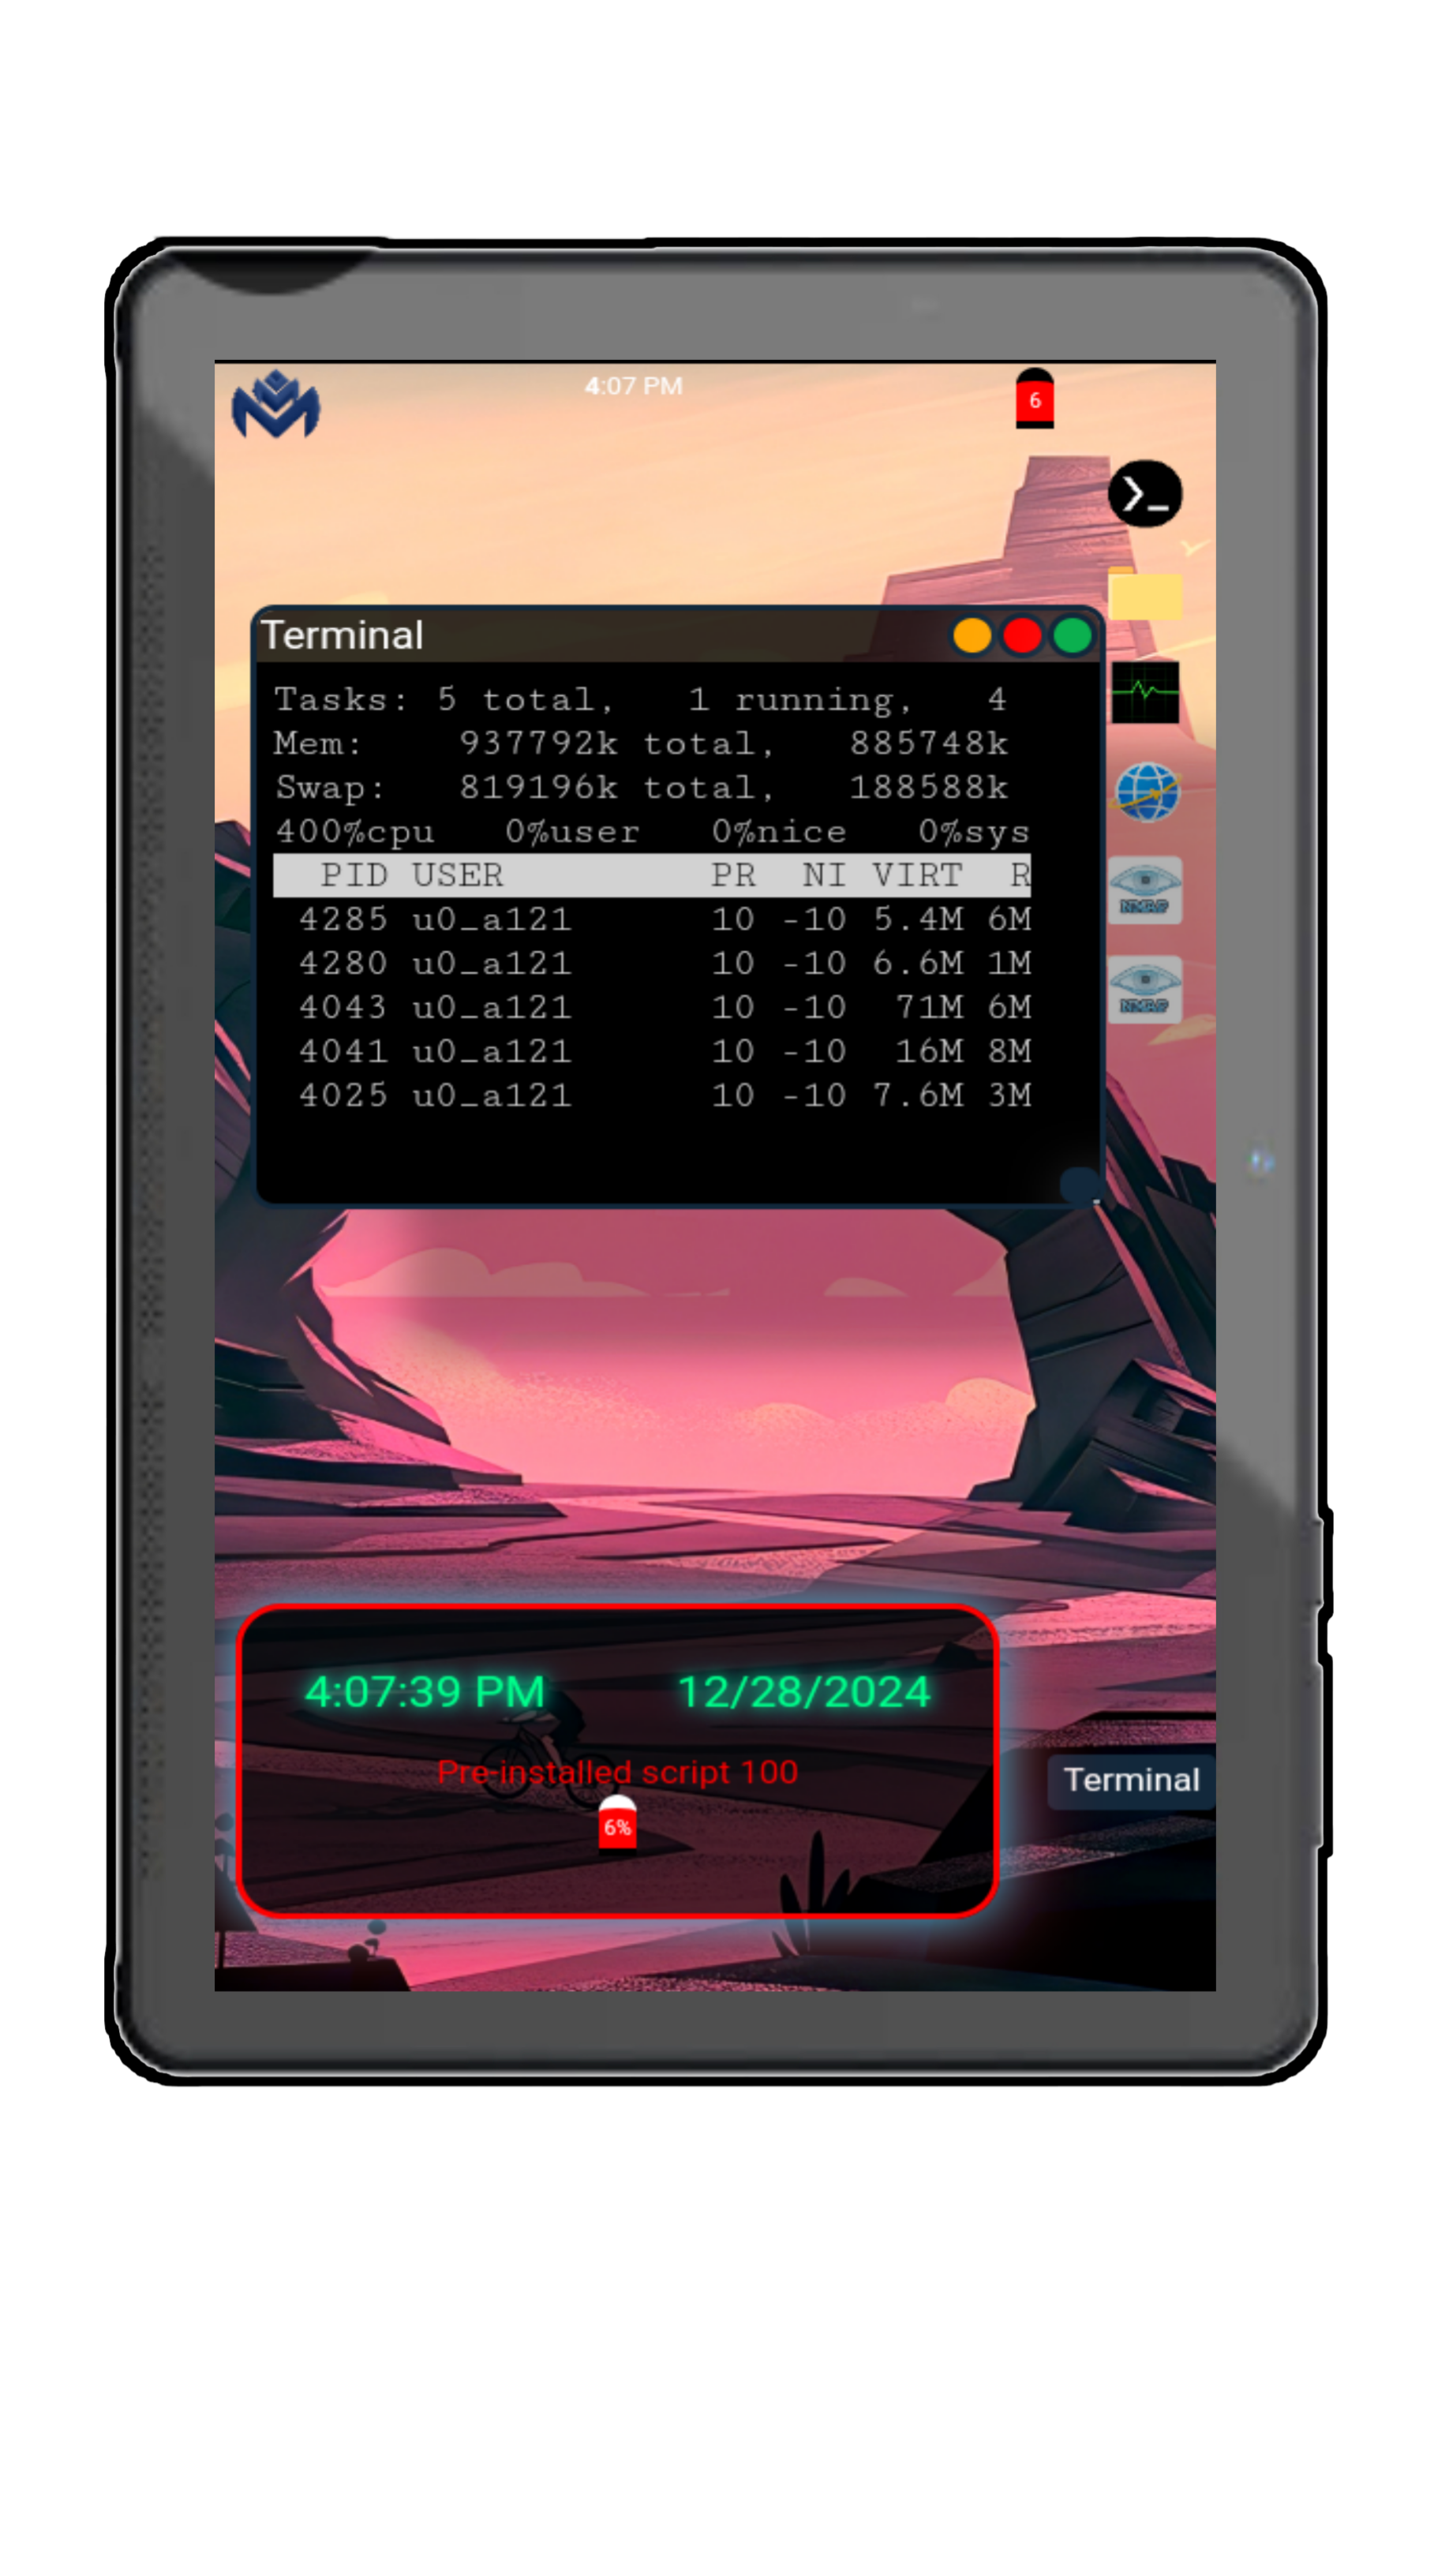 4:07 PM
6
Terminal
Tasks: 5 total, 1 running, 4
Mem: 937792k total, 885748k
Swap: 819196k total, 188588k
400%cpu 0%user 0%nice 0%sys
PID USER PR NI VIRT R
4285 u0_a121 10 -10 5.4M 6M
4280 u0_a121 10 -10 6.6M 1M
4043 u0_a121 10 -10 71M 6M
4041 u0_a121 10 -10 16M 8M
4025 u0_a121 10 -10 7.6M 3M
NMAP
NMAP
4:07:39 PM 12/28/2024
Pre-installed script 100
6%
Terminal